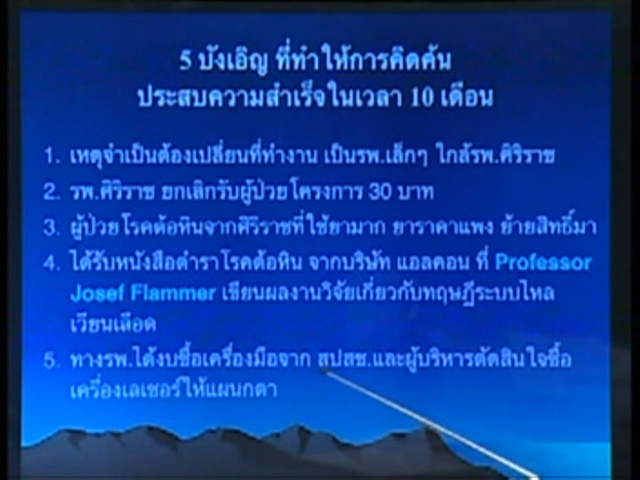 5 บังเอิญ ที่ทำให้การคิดค้น
ประสบความสำเร็จในเวลา 10 เดือน
1. เหตุจำเป็นต้องเปลี่ยนที่ทำงาน เป็นรพ.เล็กๆ ใกล้รพ.ศิริราช
2. รพ.ศิริราช ยกเลิกรับผู้ป่วยโครงการ 30 บาท
3. ผู้ป่วยโรคต้อหินจากศิริราชที่ใช้ยามาก ยาราคาแพง ย้ายสิทธิ์มา
4. ได้รับหนังสือตำราโรคต้อหิน จากบริษัท แอลคอน ที่ Professor
Josef Flammer เขียนผลงานวิจัยเกี่ยวกับทฤษฎีระบบไหล
เวียนเลือด
5. ทางรพ.ได้งบซื้อเครื่องมือจาก สปสช.และผู้บริหารตัดสินใจซื้อ
เครื่องเลเซอร์ให้แผนกตา